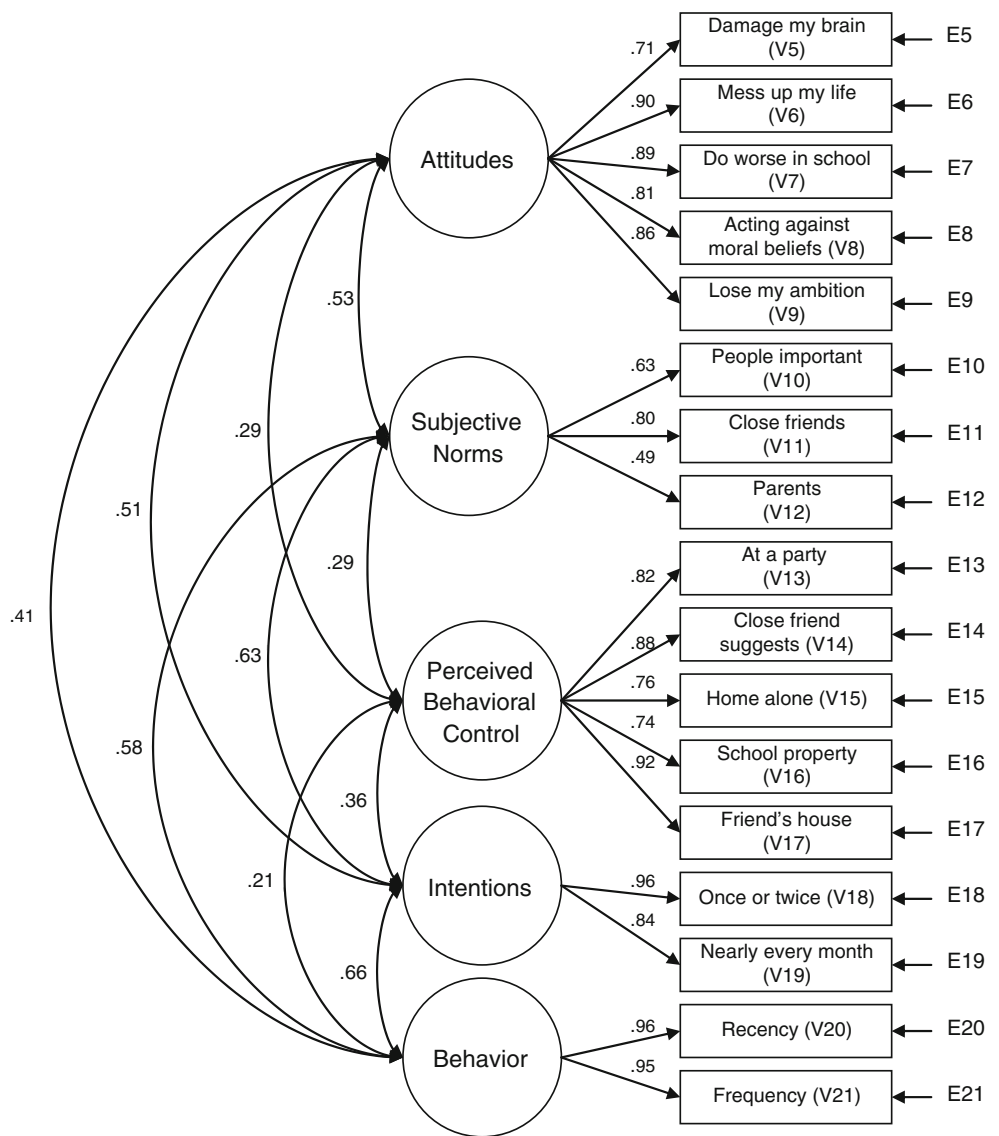 Damage my brain
(V5)
E5
.71
Mess up my life
(V6)
E6
.90
Attitudes
Do worse in school
(V7)
E7
.89
.81
Acting against
moral beliefs (V8)
E8
.86
Lose my ambition
(V9)
E9
.53
People important
(V10)
E10
.63
Subjective
Norms
.80
Close friends
(V11)
E11
.29
.49
Parents
(V12)
E12
.51
.29
At a party
(V13)
E13
.82
.41
Close friend
suggests (V14)
E14
.88
.63
Perceived
Behavioral
Control
.76
Home alone (V15)
E15
.74
.58
School property
(V16)
E16
.92
.36
Friend's house
(V17)
E17
.21
Intentions
.96
Once or twice (V18)
E18
.84
Nearly every month
(V19)
E19
.66
.96
Recency (V20)
E20
Behavior
.95
Frequency (V21)
E21